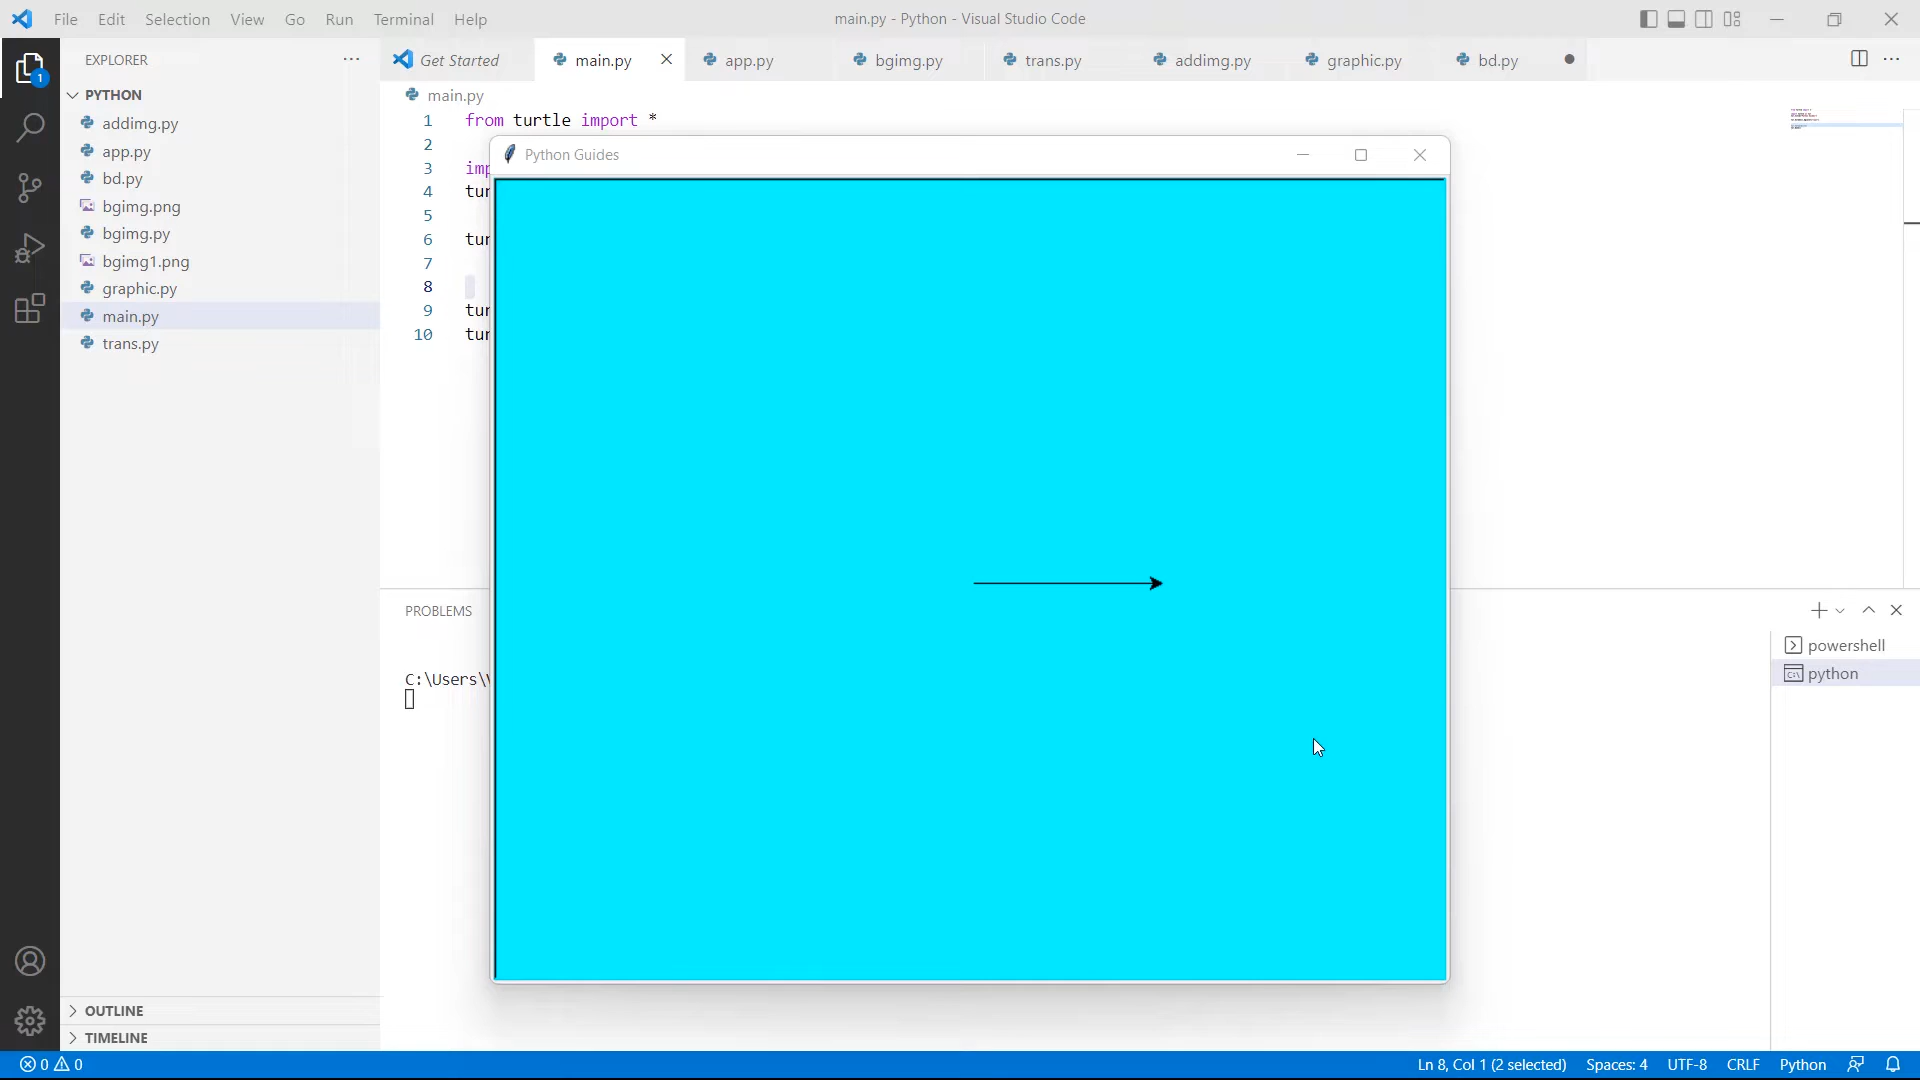 File Edit Selection View Go Run Terminal Help
main.py - Python - Visual Studio Code
EXPLORER
Get Started
main.py
app.py
bgimg.py
trans.py
addimg.py
graphic.py
bd.py
1
PYTHON
addimg.py
app.py
bd.py
bgimg.png
bgimg.py
bgimg1.png
graphic.py
main.py
trans.py
OUTLINE
TIMELINE
main.py
1 from turtle import *
2
3 imp
4 tur
5
6 tur
7
8
9 tur
10 tur
Python Guides
PROBLEMS
C:\Users\
powershell
python
0 0
Ln 8, Col 1 (2 selected) Spaces: 4 UTF-8 CRLF Python